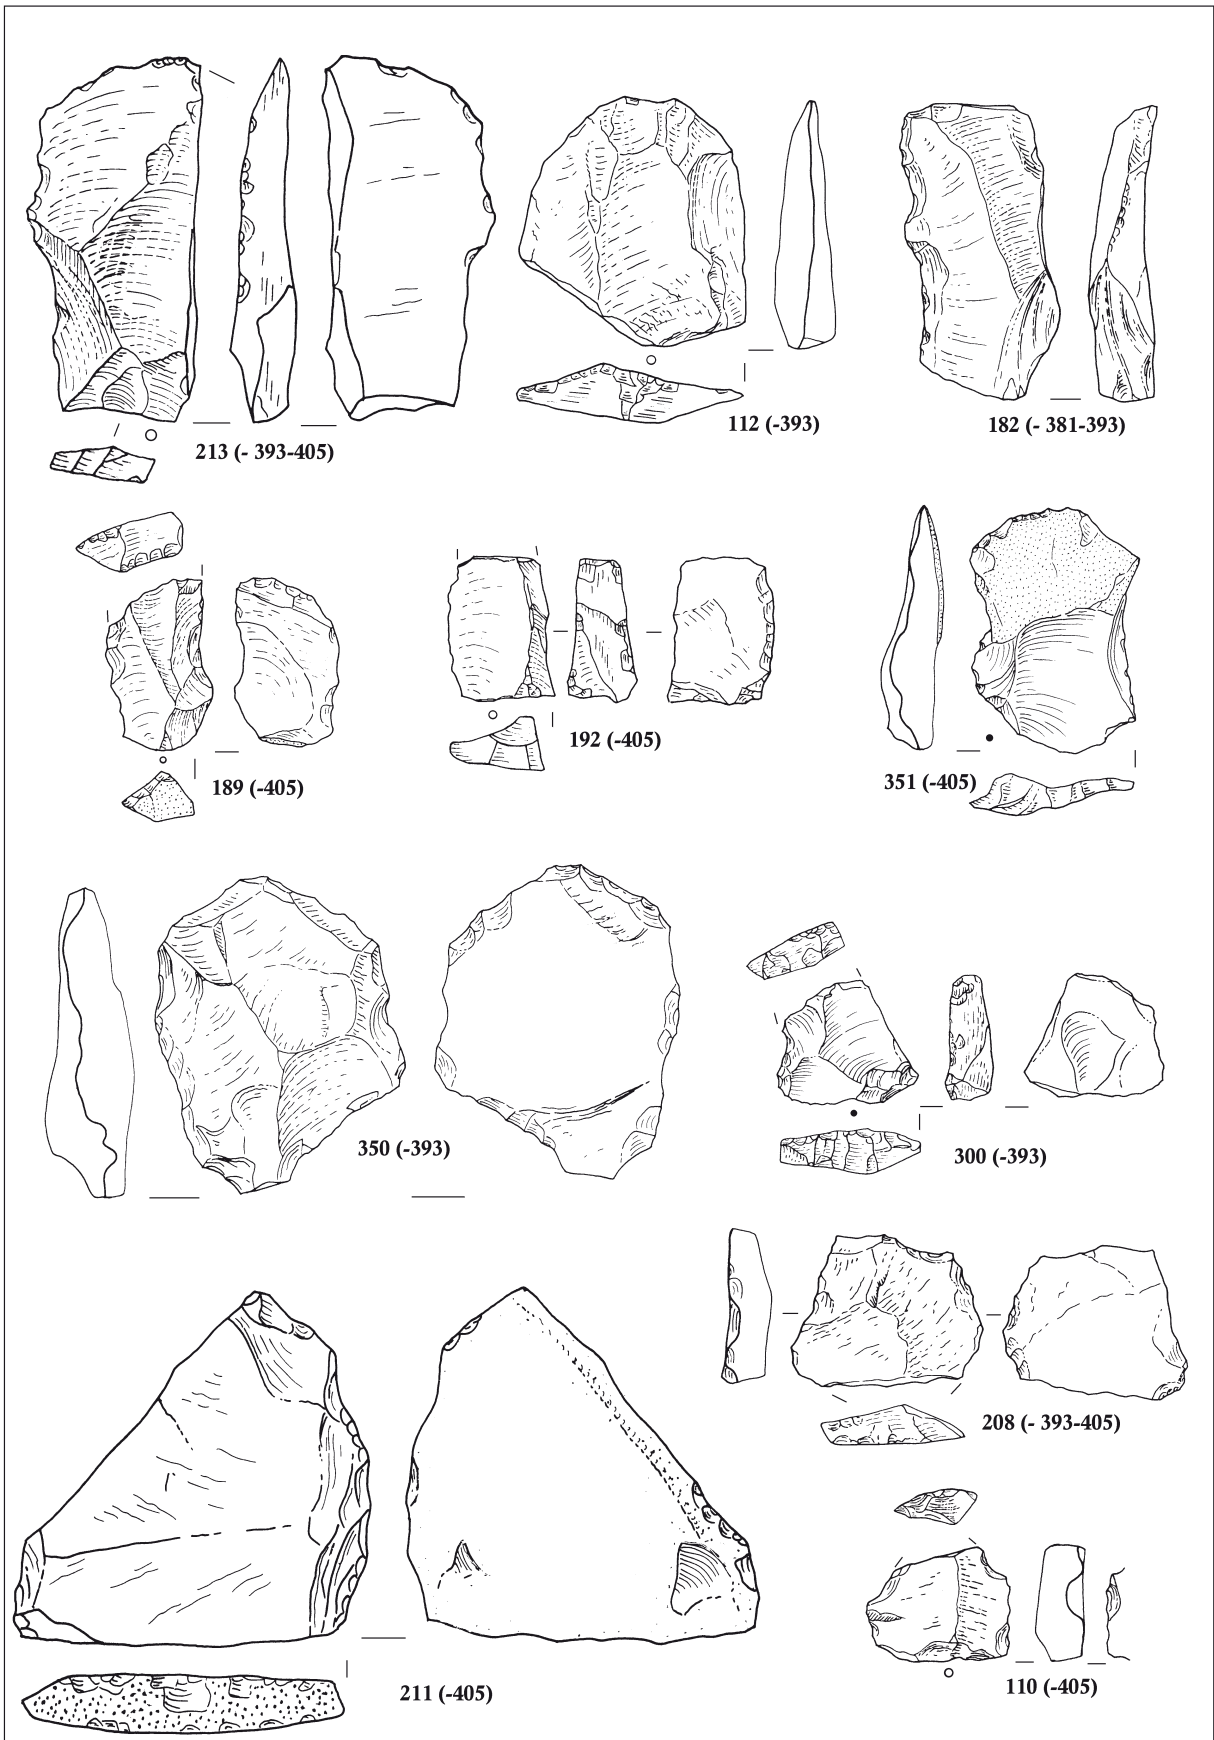 213 (- 393-405)
112 (-393)
182 (- 381-393)
189 (-405)
192 (-405)
351 (-405)
350 (-393)
300 (-393)
208 (- 393-405)
211 (-405)
110 (-405)